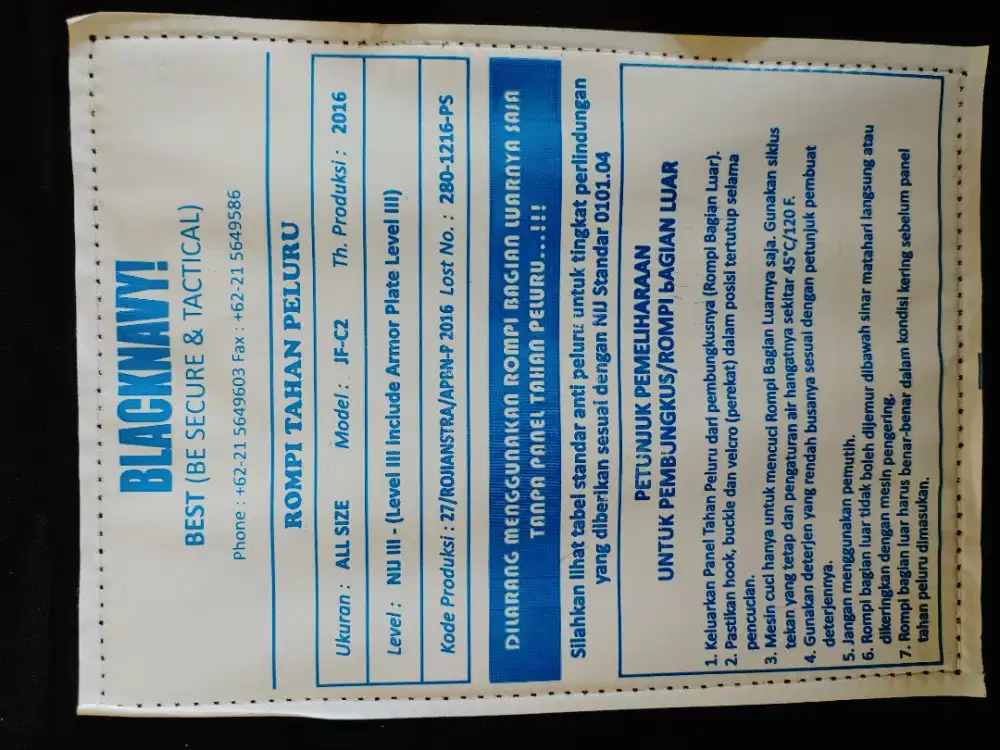 BLACKNAVY!
BEST (BE SECURE & TACTICAL)
Phone : +62-21 5649603 Fax : +62-21 5649586
ROMPI TAHAN PELURU
Ukuran : ALL SIZE Model : JF-C2 Th. Produksi : 2016
Level : NIJ III - (Level III include Armor Plate Level III)
Kode Produksi : 27/ROJANSTRA/APEN-P 2016 Lost No. : 280-1216-PS
DILARANG MENGGUNAKAN ROMPI BAGIAN LUARNYA SAJA
TANPA PANEL TAHAN PELURU...!!!
Silahkan lihat tabel standar anti peluru untuk tingkat perlindungan
yang diberikan sesuai dengan NIJ Standar 0101.04
PETUNJUK PEMELIHARAAN
UNTUK PEMBUNGKUS/ROMPI BAGIAN LUAR
1. Keluarkan Panel Tahan Peluru dari pembungkusnya (Rompi Bagian Luar).
2. Pastikan hook, buckle dan velcro (perekat) dalam posisi tertutup selama
pencucian.
3. Mesin cuci hanya untuk mencuci Rompi Bagian Luarnya saja. Gunakan siklus
tekan yang tetap dan pengaturan air hangatnya sekitar 45°C/120 F.
4. Gunakan deterjen yang rendah busanya sesuai dengan petunjuk pembuat
deterjennya.
5. Jangan menggunakan pemutih.
6. Rompi bagian luar tidak boleh dijemur dibawah sinar matahari langsung atau
dikeringkan dengan mesin pengering.
7. Rompi bagian luar harus benar-benar dalam kondisi kering sebelum panel
tahan peluru dimasukan.